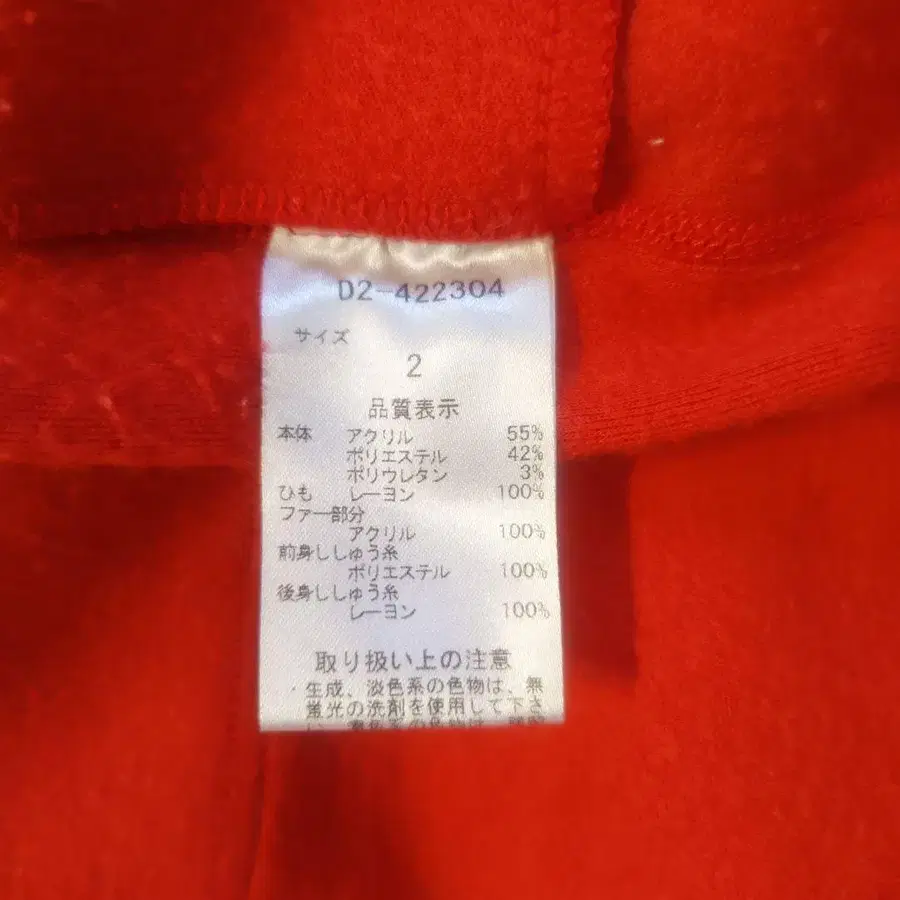 D2-422304
サイズ
2
品質表示
本体 アクリル 55%
ポリエステル 42%
ポリウレタン 3%
ひも レーヨン 100%
ファー部分
アクリル 100%
前身ししゅう糸
ポリエステル 100%
後身ししゅう糸
レーヨン 100%
取り扱い上の注意
・生成、淡色系の色物は、無
蛍光の洗剤を使用して下さ
い、